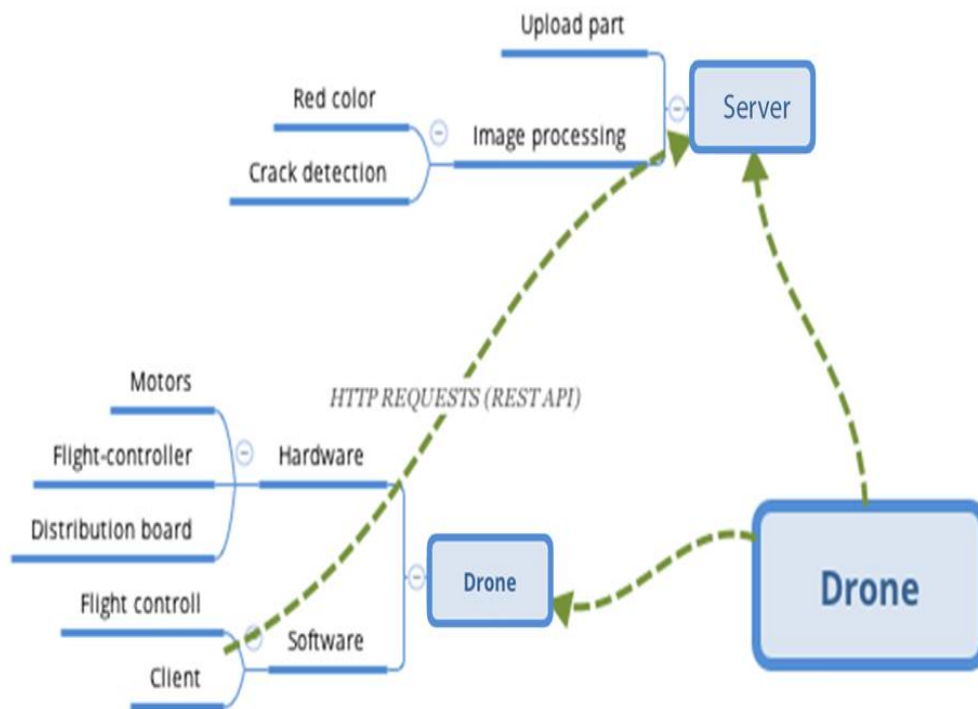 Upload part
Server
Red color
Image processing
Crack detection
HTTP REQUESTS (REST API)
Motors
Flight-controller
Hardware
Distribution board
Drone
Drone
Flight controll
Software
Client